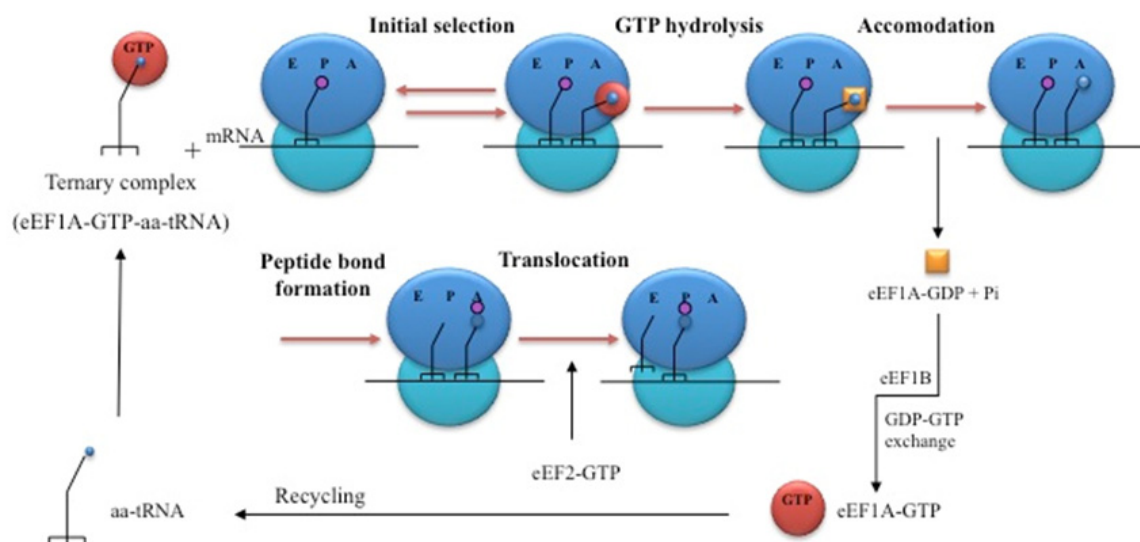 Initial selection
GTP hydrolysis
Accomodation
GTP
E P A
E P A
E P A
E P A
mRNA
+
Ternary complex
(eEF1A-GTP-aa-tRNA)
Peptide bond
formation
Translocation
E P A
E P A
eEF1A-GDP + Pi
eEF1B
GDP-GTP
exchange
eEF2-GTP
Recycling
aa-tRNA
GTP
eEF1A-GTP